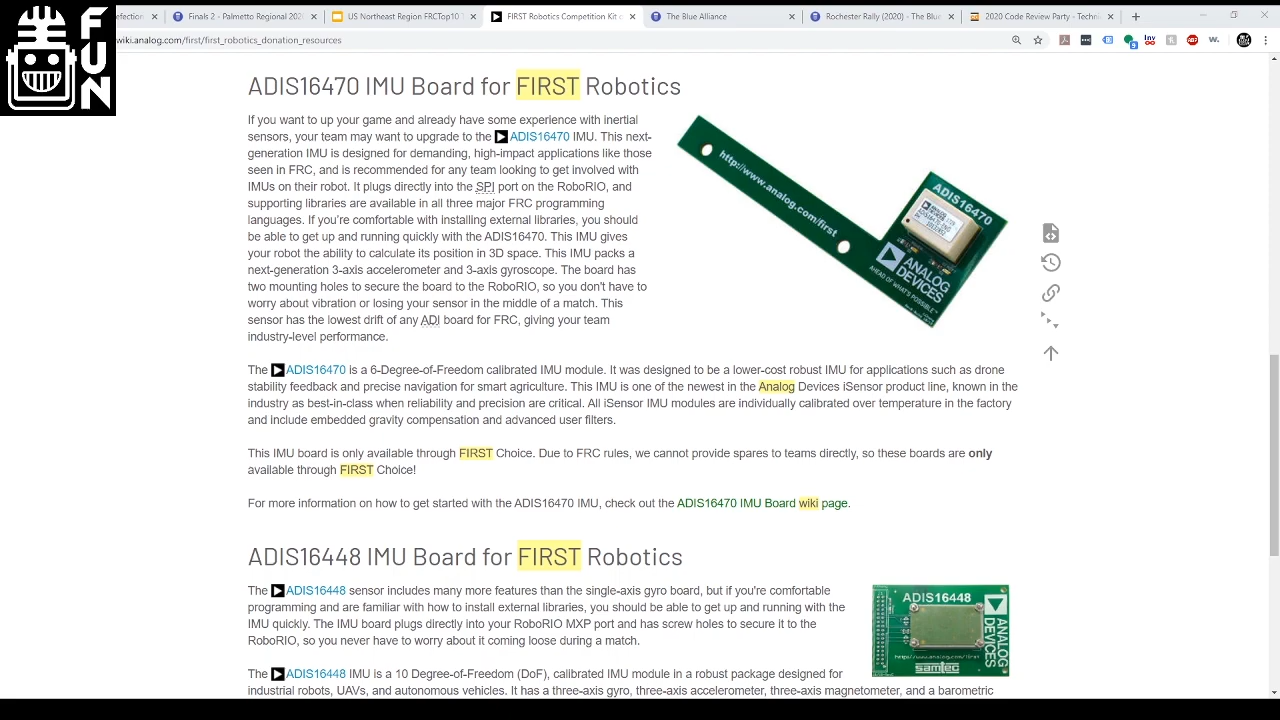 efection
Finals 2 - Palmetto Regional 202
US Northeast Region FRCTop10
FIRST Robotics Competition Kit
The Blue Alliance
Rochester Rally (2020) - The Blue
2020 Code Review Party - Techni
wiki.analog.com/first/first_robotics_donation_resources
FUN
ADIS16470 IMU Board for FIRST Robotics
If you want to up your game and already have some experience with inertial
sensors, your team may want to upgrade to the ADIS16470 IMU. This next-
generation IMU is designed for demanding, high-impact applications like those
seen in FRC, and is recommended for any team looking to get involved with
IMUs on their robot. It plugs directly into the SPI port on the RoboRIO, and
supporting libraries are available in all three major FRC programming
languages. If you're comfortable with installing external libraries, you should
be able to get up and running quickly with the ADIS16470. This IMU gives
your robot the ability to calculate its position in 3D space. This IMU packs a
next-generation 3-axis accelerometer and 3-axis gyroscope. The board has
two mounting holes to secure the board to the RoboRIO, so you don't have to
worry about vibration or losing your sensor in the middle of a match. This
sensor has the lowest drift of any ADI board for FRC, giving your team
industry-level performance.
http://www.analog.com/first
ADIS16470
ANALOG
DEVICES
AHEAD OF WHAT'S POSSIBLE™
The ADIS16470 is a 6-Degree-of-Freedom calibrated IMU module. It was designed to be a lower-cost robust IMU for applications such as drone
stability feedback and precise navigation for smart agriculture. This IMU is one of the newest in the Analog Devices iSensor product line, known in the
industry as best-in-class when reliability and precision are critical. All iSensor IMU modules are individually calibrated over temperature in the factory
and include embedded gravity compensation and advanced user filters.
This IMU board is only available through FIRST Choice. Due to FRC rules, we cannot provide spares to teams directly, so these boards are only
available through FIRST Choice!
For more information on how to get started with the ADIS16470 IMU, check out the ADIS16470 IMU Board wiki page.
ADIS16448 IMU Board for FIRST Robotics
The ADIS16448 sensor includes many more features than the single-axis gyro board, but if you're comfortable
programming and are familiar with how to install external libraries, you should be able to get up and running with the
IMU quickly. The IMU board plugs directly into your RoboRIO MXP port and has screw holes to secure it to the
RoboRIO, so you never have to worry about it coming loose during a match.
ADIS16448
ANALOG
DEVICES
samtec
The ADIS16448 IMU is a 10 Degree-of-Freedom (DoF), calibrated IMU module in a robust package designed for
industrial robots, UAVs, and autonomous vehicles. It has a three-axis gyro, three-axis accelerometer, three-axis magnetometer, and a barometric